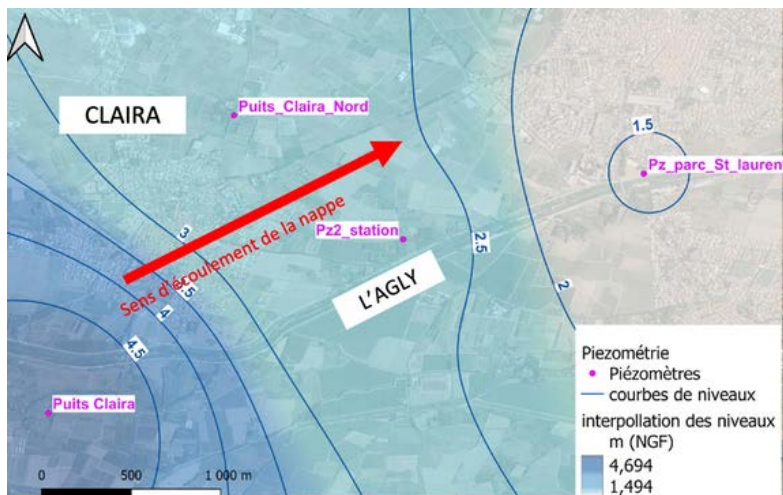 CLAIRA
Puits_Claira_Nord
1.5
Pz_parc_St_laurent
Sens d'écoulement de la nappe
3
Pz2_station
2.5
L'AGLY
2
3.5
4
4.5
Puits Claira
0 500 1 000 m
Piezométrie
Piézomètres
courbes de niveaux
interpollation des niveaux
(NGF)
4,694
1,494